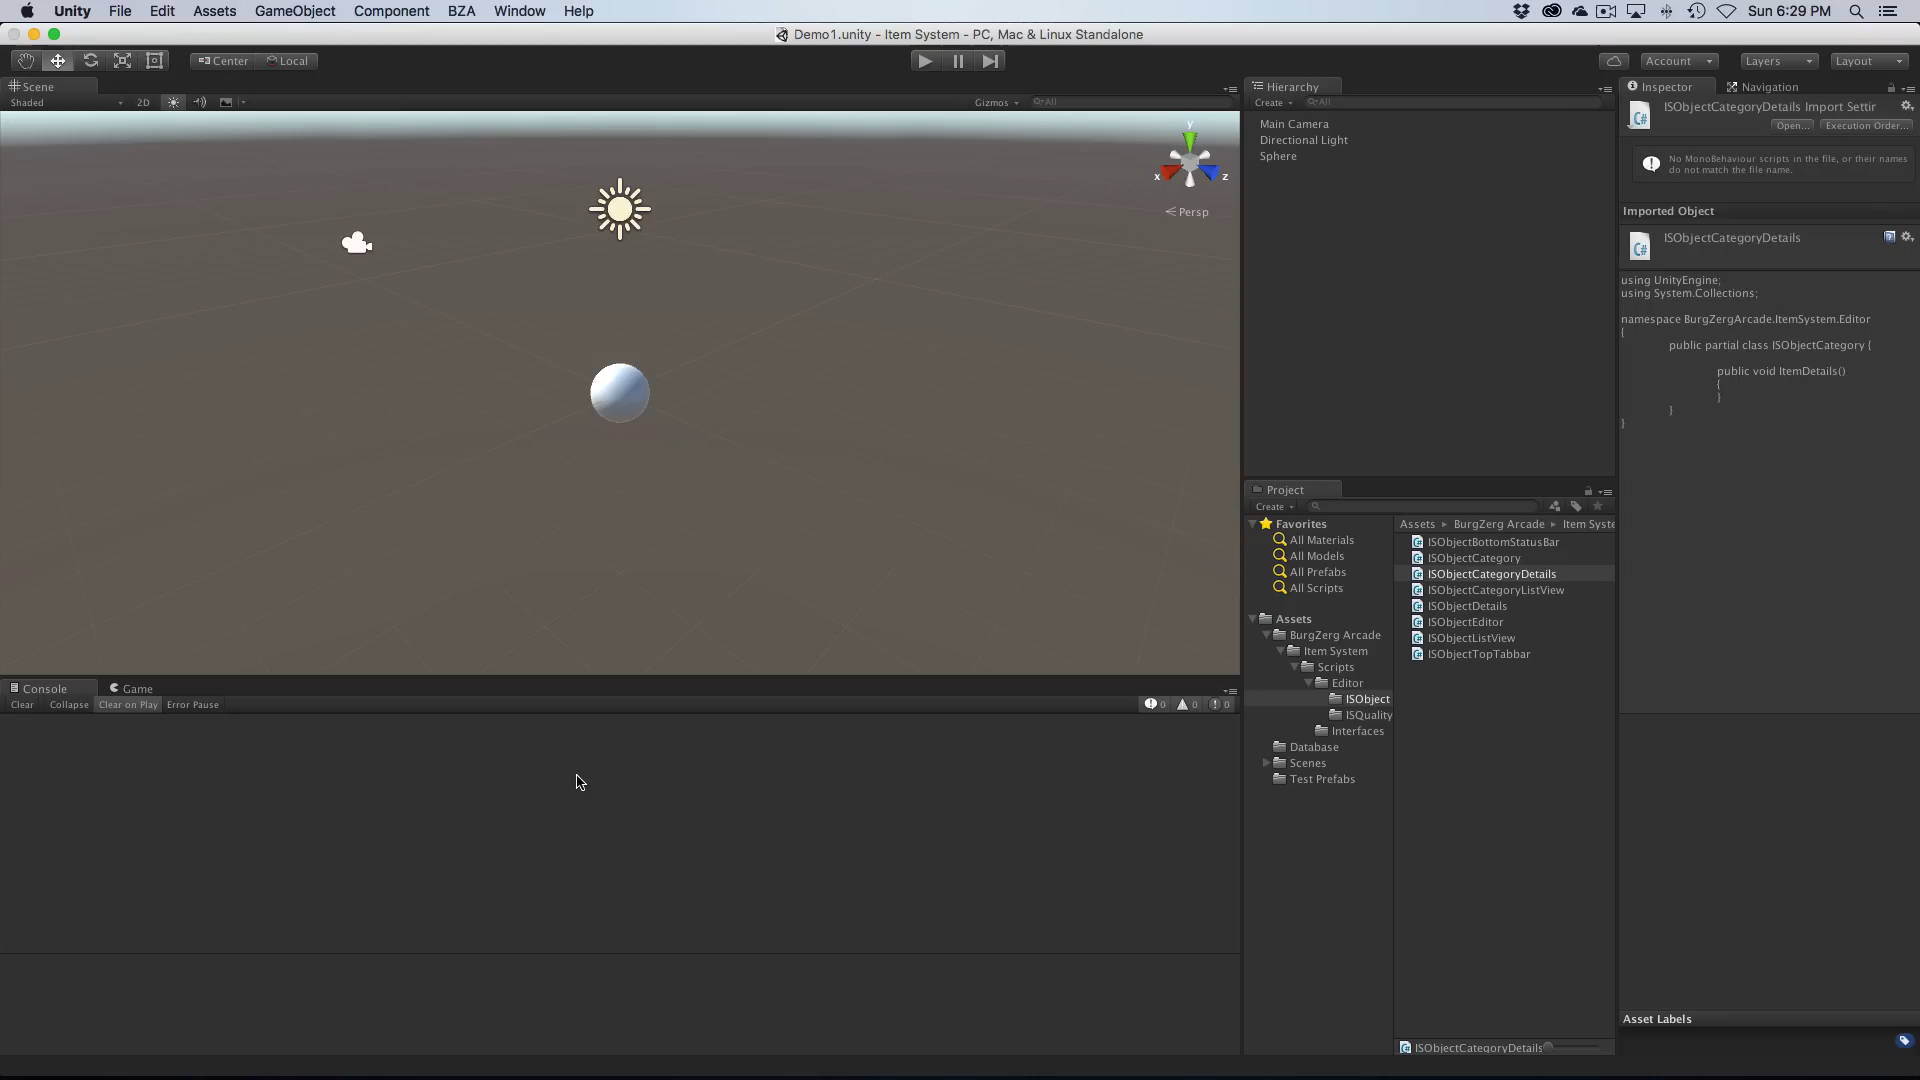 Unity File Edit Assets GameObject Component BZA Window Help Sun 6:29 PM
Demo1.unity - Item System - PC, Mac & Linux Standalone
Center Local Account Layers Layout
Scene
Shaded 2D Gizmos All
y
x z
Persp
Hierarchy
Create All
Main Camera
Directional Light
Sphere
Project
Create
Favorites
All Materials
All Models
All Prefabs
All Scripts
Assets
BurgZerg Arcade
Item System
Scripts
Editor
ISObject
ISQuality
Interfaces
Database
Scenes
Test Prefabs
Assets BurgZerg Arcade Item Syste
ISObjectBottomStatusBar
ISObjectCategory
ISObjectCategoryDetails
ISObjectCategoryListView
ISObjectDetails
ISObjectEditor
ISObjectListView
ISObjectTopTabbar
ISObjectCategoryDetails
Inspector Navigation
ISObjectCategoryDetails Import Settir
Open... Execution Order...
No MonoBehaviour scripts in the file, or their names
do not match the file name.
Imported Object
ISObjectCategoryDetails
using UnityEngine;
using System.Collections;
namespace BurgZergArcade.ItemSystem.Editor
{
public partial class ISObjectCategory {
public void ItemDetails()
{
}
}
}
Asset Labels
Console Game
Clear Collapse Clear on Play Error Pause 0 0 0